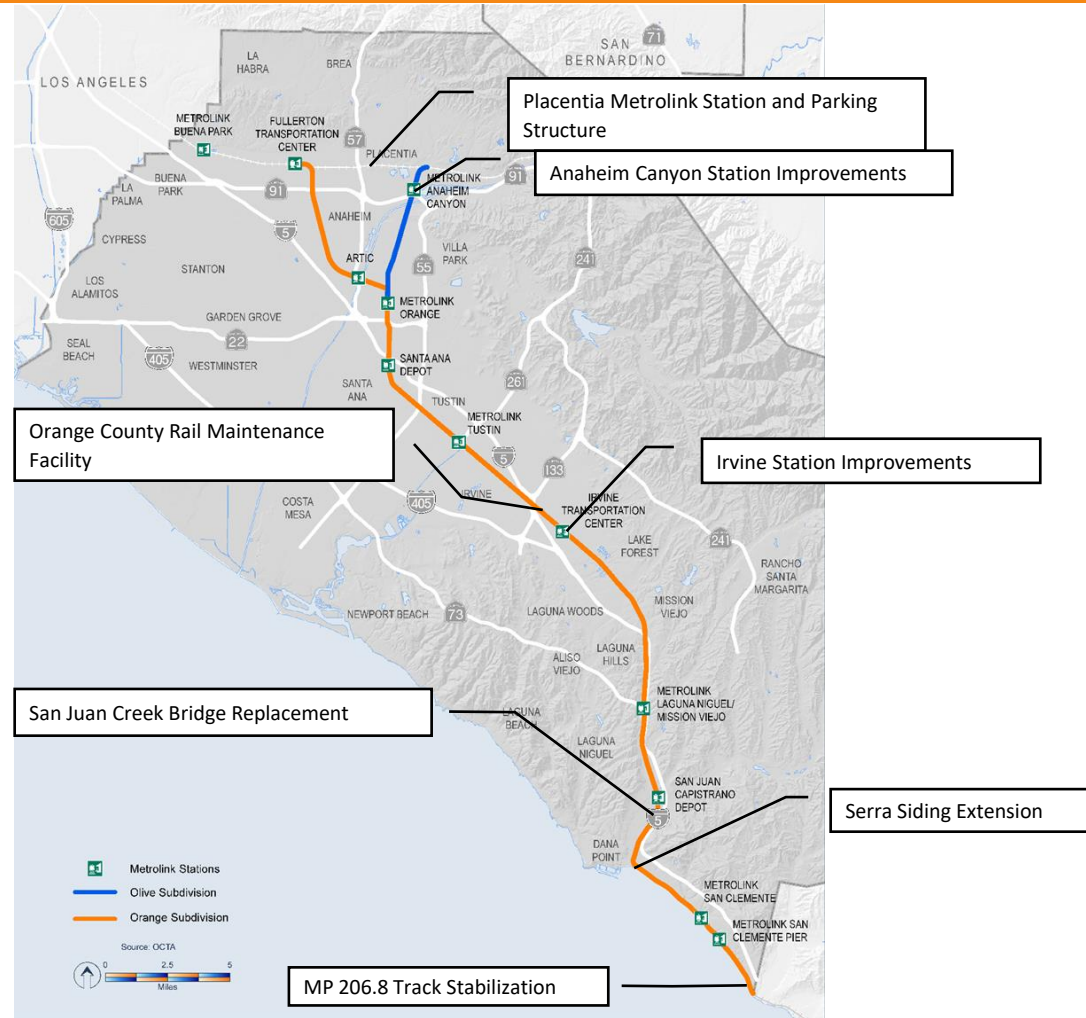 71
SAN
BERNARDINO
LA
HABRA
BREA
LOS ANGELES
Placentia Metrolink Station and Parking
Structure
METROLINK
BUENA PARK
FULLERTON
TRANSPORTATION
CENTER
57
PLACENTIA
Anaheim Canyon Station Improvements
91
METROLINK
ANAHEIM
CANYON
BUENA
PARK
LA
PALMA
91
605
5
ANAHEIM
CYPRESS
VILLA
PARK
241
STANTON
ARTIC
55
LOS
ALAMITOS
METROLINK
ORANGE
GARDEN GROVE
22
SEAL
BEACH
405
WESTMINSTER
SANTA ANA
DEPOT
SANTA
ANA
261
TUSTIN
METROLINK
TUSTIN
Orange County Rail Maintenance
Facility
5
133
Irvine Station Improvements
COSTA
MESA
405
IRVINE
IRVINE
TRANSPORTATION
CENTER
LAKE
FOREST
241
RANCHO
SANTA
MARGARITA
NEWPORT BEACH
73
LAGUNA WOODS
MISSION
VIEJO
ALISO
VIEJO
LAGUNA
HILLS
San Juan Creek Bridge Replacement
LAGUNA
BEACH
METROLINK
LAGUNA NIGUEL/
MISSION VIEJO
LAGUNA
NIGUEL
SAN JUAN
CAPISTRANO
DEPOT
5
Serra Siding Extension
DANA
POINT
METROLINK
SAN CLEMENTE
METROLINK SAN
CLEMENTE PIER
Metrolink Stations
Olive Subdivision
Orange Subdivision
Source: OCTA
0 2.5 5
Miles
MP 206.8 Track Stabilization